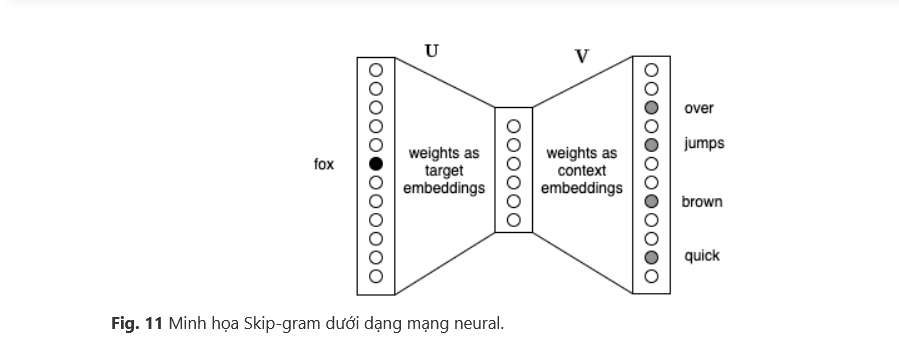 U
V
fox
weights as
target
embeddings
weights as
context
embeddings
over
jumps
brown
quick
Fig. 11 Minh họa Skip-gram dưới dạng mạng neural.